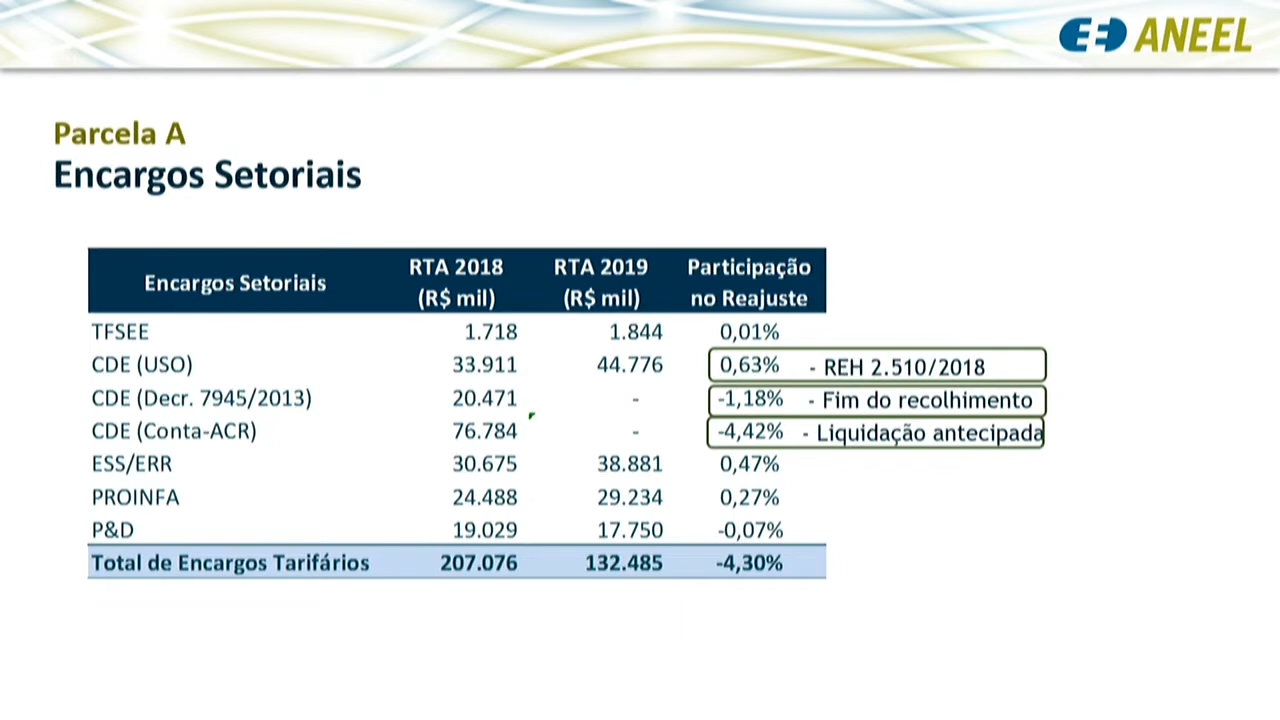 ANEEL
Parcela A
Encargos Setoriais
Encargos Setoriais RTA 2018 (R$ mil) RTA 2019 (R$ mil) Participação no Reajuste
TFSEE 1.718 1.844 0,01%
CDE (USO) 33.911 44.776 0,63% - REH 2.510/2018
CDE (Decr. 7945/2013) 20.471 - -1,18% - Fim do recolhimento
CDE (Conta-ACR) 76.784 - -4,42% - Liquidação antecipada
ESS/ERR 30.675 38.881 0,47%
PROINFA 24.488 29.234 0,27%
P&D 19.029 17.750 -0,07%
Total de Encargos Tarifários 207.076 132.485 -4,30%